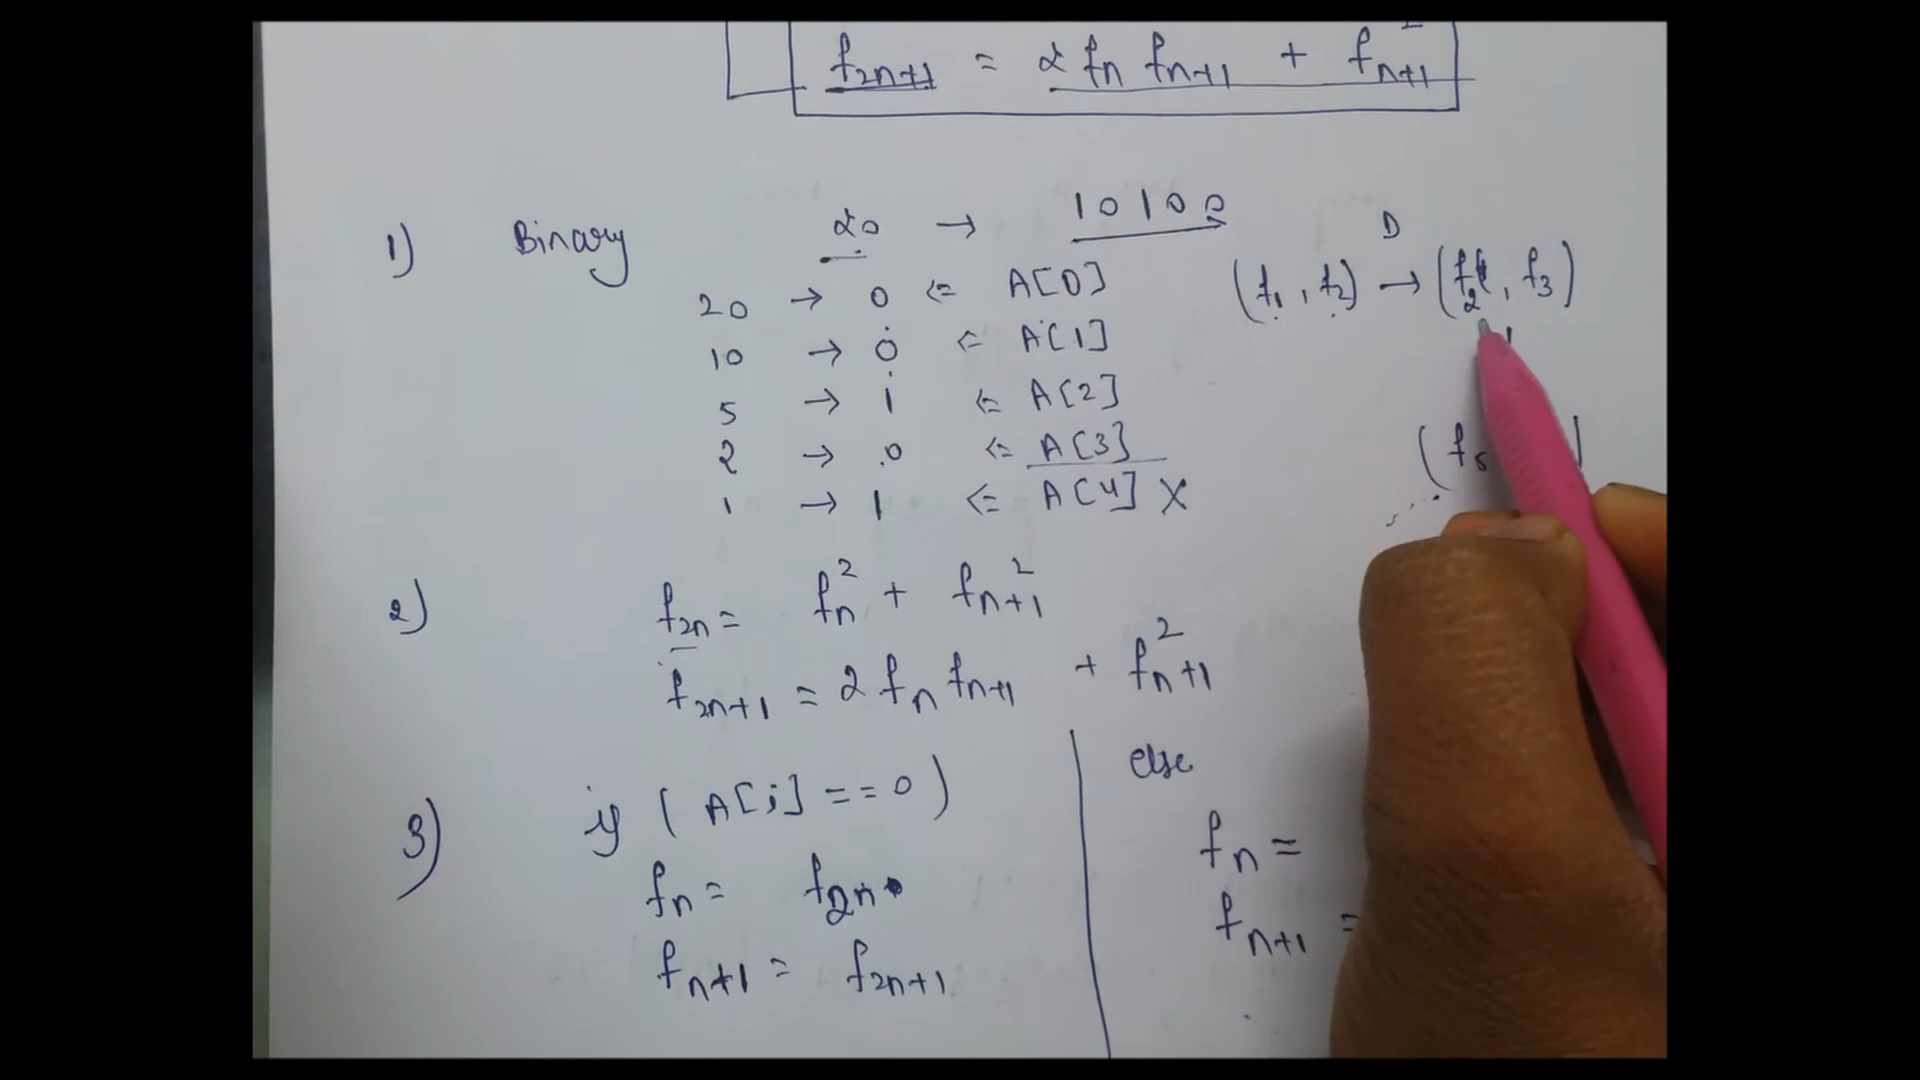 f2n+1 = 2 fn fn+1 + fn+1²
1) Binary 20 → 10100
20 → 0 <= A[0]
10 → 0 <= A[1]
5 → 1 <= A[2]
2 → 0 <= A[3]
1 → 1 <= A[4] X
D
(f1, f2) → (f2, f3)
(f5
2) f2n = fn² + fn+1²
f2n+1 = 2 fn fn+1 + fn+1²
3) if (A[i] == 0)
fn = f2n
fn+1 = f2n+1
else
fn =
fn+1 =